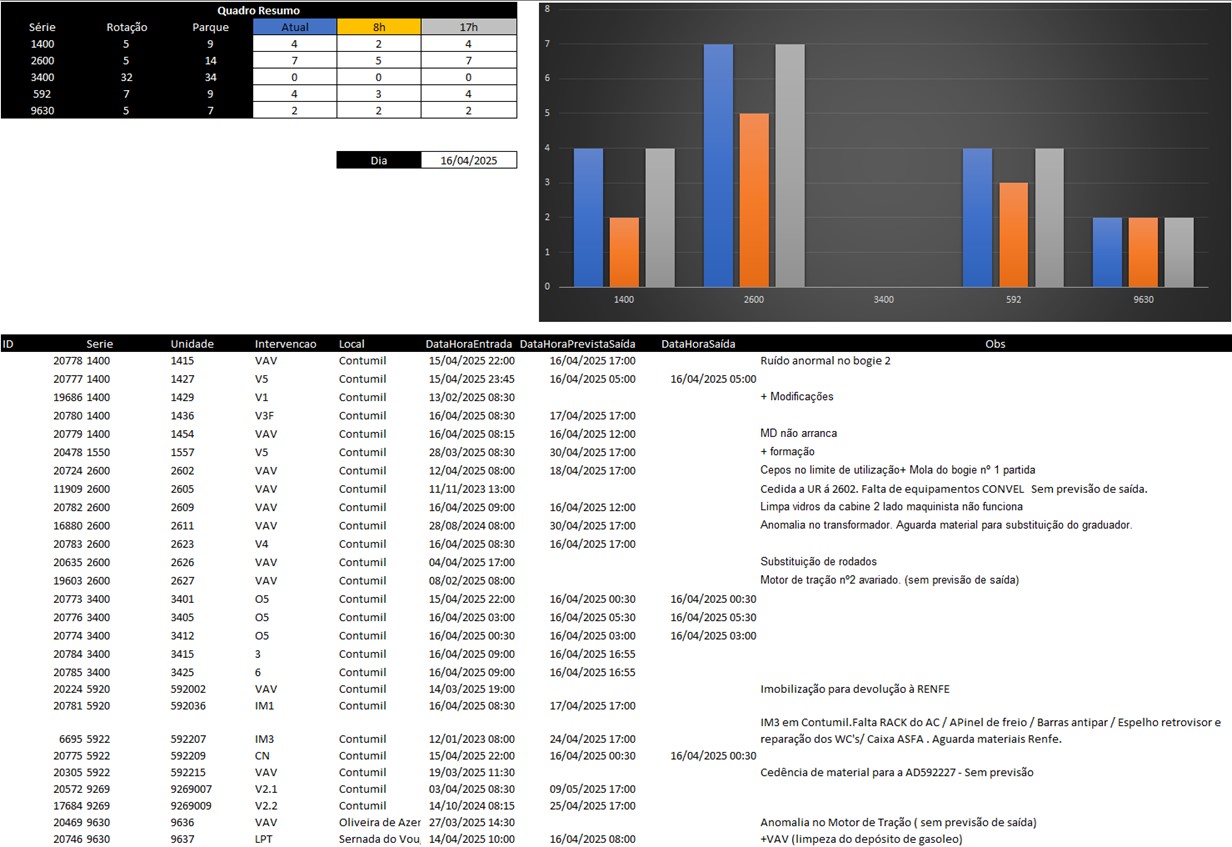 Quadro Resumo
Série Rotação Parque Atual 8h 17h
1400 5 9 4 2 4
2600 5 14 7 5 7
3400 32 34 0 0 0
592 7 9 4 3 4
9630 5 7 2 2 2
Dia 16/04/2025
8
7
6
5
4
3
2
1
0
1400 2600 3400 592 9630
ID Serie Unidade Intervencao Local DataHoraEntrada DataHoraPrevistaSaída DataHoraSaída Obs
20778 1400 1415 VAV Contumil 15/04/2025 22:00 16/04/2025 17:00 Ruído anormal no bogie 2
20777 1400 1427 V5 Contumil 15/04/2025 23:45 16/04/2025 05:00 16/04/2025 05:00
19686 1400 1429 V1 Contumil 13/02/2025 08:30 + Modificações
20780 1400 1436 V3F Contumil 16/04/2025 08:30 17/04/2025 17:00
20779 1400 1454 VAV Contumil 16/04/2025 08:15 16/04/2025 12:00 MD não arranca
20478 1550 1557 V5 Contumil 28/03/2025 08:30 30/04/2025 17:00 + formação
20724 2600 2602 VAV Contumil 12/04/2025 08:00 18/04/2025 17:00 Cepos no limite de utilização+ Mola do bogie nº 1 partida
11909 2600 2605 VAV Contumil 11/11/2023 13:00 Cedida a UR á 2602. Falta de equipamentos CONVEL Sem previsão de saída.
20782 2600 2609 VAV Contumil 16/04/2025 09:00 16/04/2025 12:00 Limpa vidros da cabine 2 lado maquinista não funciona
16880 2600 2611 VAV Contumil 28/08/2024 08:00 30/04/2025 17:00 Anomalia no transformador. Aguarda material para substituição do graduador.
20783 2600 2623 V4 Contumil 16/04/2025 08:30 16/04/2025 17:00
20635 2600 2626 VAV Contumil 04/04/2025 17:00 Substituição de rodados
19603 2600 2627 VAV Contumil 08/02/2025 08:00 Motor de tração nº2 avariado. (sem previsão de saída)
20773 3400 3401 O5 Contumil 15/04/2025 22:00 16/04/2025 00:30 16/04/2025 00:30
20776 3400 3405 O5 Contumil 16/04/2025 03:00 16/04/2025 05:30 16/04/2025 05:30
20774 3400 3412 O5 Contumil 16/04/2025 00:30 16/04/2025 03:00 16/04/2025 03:00
20784 3400 3415 3 Contumil 16/04/2025 09:00 16/04/2025 16:55
20785 3400 3425 6 Contumil 16/04/2025 09:00 16/04/2025 16:55
20224 5920 592002 VAV Contumil 14/03/2025 19:00 Imobilização para devolução à RENFE
20781 5920 592036 IM1 Contumil 16/04/2025 08:30 17/04/2025 17:00
IM3 em Contumil.Falta RACK do AC / APinel de freio / Barras antipar / Espelho retrovisor e
6695 5922 592207 IM3 Contumil 12/01/2023 08:00 24/04/2025 17:00 reparação dos WC's/ Caixa ASFA . Aguarda materiais Renfe.
20775 5922 592209 CN Contumil 15/04/2025 22:00 16/04/2025 00:30 16/04/2025 00:30
20305 5922 592215 VAV Contumil 19/03/2025 11:30 Cedência de material para a AD592227 - Sem previsão
20572 9269 9269007 V2.1 Contumil 03/04/2025 08:30 09/05/2025 17:00
17684 9269 9269009 V2.2 Contumil 14/10/2024 08:15 25/04/2025 17:00
20469 9630 9636 VAV Oliveira de Azer 27/03/2025 14:30 Anomalia no Motor de Tração ( sem previsão de saída)
20746 9630 9637 LPT Sernada do Vou 14/04/2025 10:00 16/04/2025 08:00 +VAV (limpeza do depósito de gasoleo)